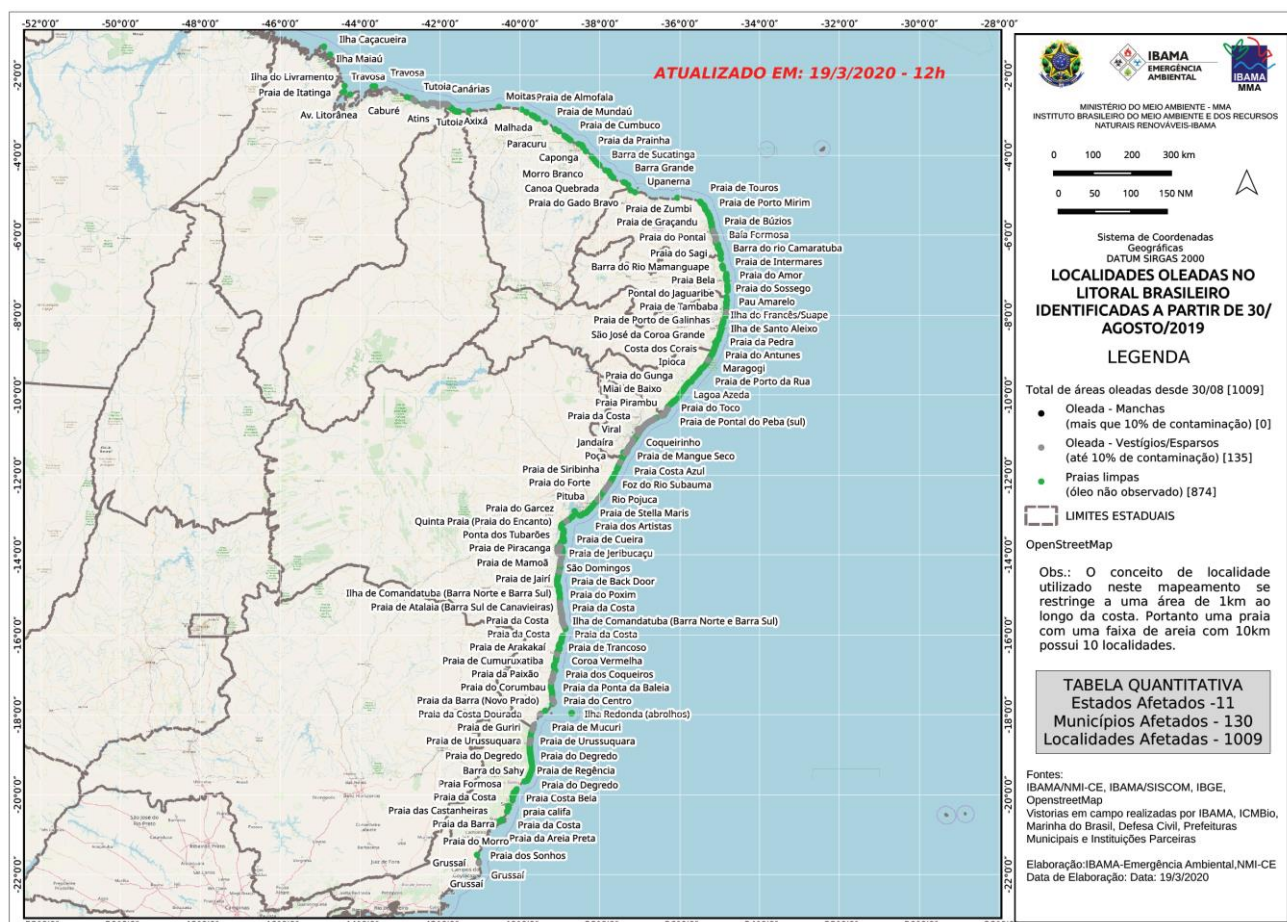 -52°0'0" -50°0'0" -48°0'0" -46°0'0" -44°0'0" -42°0'0" -40°0'0" -38°0'0" -36°0'0" -34°0'0" -32°0'0" -30°0'0" -28°0'0"
ATUALIZADO EM: 19/3/2020 - 12h
Ilha Caçacueira
Ilha Maiaú
Ilha do Livramento
Travosa
Travosa
Praia de Itatinga
Tutoia
Canárias
Av. Litorânea
Caburé
Atins
Tutoia
Axixá
Moitas
Praia de Almofala
Malhada
Praia de Mundaú
Praia de Cumbuco
Paracuru
Praia da Prainha
Caponga
Barra de Sucatinga
Morro Branco
Barra Grande
Canoa Quebrada
Upanema
Praia do Gado Bravo
Praia de Touros
Praia de Zumbi
Praia de Porto Mirim
Praia de Graçandu
Praia de Búzios
Praia do Pontal
Baía Formosa
Praia do Sagi
Barra do rio Camaratuba
Barra do Rio Mamanguape
Praia de Intermares
Praia Bela
Praia do Amor
Pontal do Jaguaribe
Praia do Sossego
Praia de Tambaba
Pau Amarelo
Praia de Porto de Galinhas
Ilha do Francês/Suape
São José da Coroa Grande
Ilha de Santo Aleixo
Costa dos Corais
Praia da Pedra
Ipioca
Praia do Antunes
Praia do Gunga
Maragogi
Miai de Baixo
Praia de Porto da Rua
Praia Pirambu
Lagoa Azeda
Praia da Costa
Praia do Toco
Viral
Praia de Pontal do Peba (sul)
Jandaíra
Coqueirinho
Poça
Praia de Mangue Seco
Praia de Siribinha
Praia Costa Azul
Praia do Forte
Foz do Rio Subauma
Pituba
Rio Pojuca
Praia do Garcez
Praia de Stella Maris
Quinta Praia (Praia do Encanto)
Praia dos Artistas
Ponta dos Tubarões
Praia de Cueira
Praia de Piracanga
Praia de Jeribucaçu
Praia de Mamoã
São Domingos
Praia de Jairí
Praia de Back Door
Ilha de Comandatuba (Barra Norte e Barra Sul)
Praia do Poxim
Praia de Atalaia (Barra Sul de Canavieiras)
Praia da Costa
Praia da Costa
Ilha de Comandatuba (Barra Norte e Barra Sul)
Praia da Costa
Praia da Costa
Praia de Arakakaí
Praia de Trancoso
Praia de Cumuruxatiba
Coroa Vermelha
Praia da Paixão
Praia dos Coqueiros
Praia do Corumbau
Praia da Ponta da Baleia
Praia da Barra (Novo Prado)
Praia do Centro
Praia da Costa Dourada
Ilha Redonda (abrolhos)
Praia de Guriri
Praia de Mucuri
Praia de Urussuquara
Praia de Urussuquara
Praia do Degredo
Praia do Degredo
Barra do Sahy
Praia de Regência
Praia Formosa
Praia do Degredo
Praia da Costa
Praia Costa Bela
Praia das Castanheiras
praia califa
Praia da Barra
Praia da Costa
Praia do Morro
Praia da Areia Preta
Grussaí
Praia dos Sonhos
Grussaí
Grussaí
-2°0'0"
-4°0'0"
-6°0'0"
-8°0'0"
-10°0'0"
-12°0'0"
-14°0'0"
-16°0'0"
-18°0'0"
-20°0'0"
-22°0'0"
IBAMA
EMERGÊNCIA
AMBIENTAL
IBAMA
MMA
MINISTÉRIO DO MEIO AMBIENTE - MMA
INSTITUTO BRASILEIRO DO MEIO AMBIENTE E DOS RECURSOS
NATURAIS RENOVÁVEIS-IBAMA
0 100 200 300 km
0 50 100 150 NM
Sistema de Coordenadas
Geográficas
DATUM SIRGAS 2000
LOCALIDADES OLEADAS NO
LITORAL BRASILEIRO
IDENTIFICADAS A PARTIR DE 30/
AGOSTO/2019
LEGENDA
Total de áreas oleadas desde 30/08 [1009]
Oleada - Manchas
(mais que 10% de contaminação) [0]
Oleada - Vestígios/Esparsos
(até 10% de contaminação) [135]
Praias limpas
(óleo não observado) [874]
LIMITES ESTADUAIS
OpenStreetMap
Obs.: O conceito de localidade
utilizado neste mapeamento se
restringe a uma área de 1km ao
longo da costa. Portanto uma praia
com uma faixa de areia com 10km
possui 10 localidades.
TABELA QUANTITATIVA
Estados Afetados -11
Municípios Afetados - 130
Localidades Afetadas - 1009
Fontes:
IBAMA/NMI-CE, IBAMA/SISCOM, IBGE,
OpenstreetMap
Vistorias em campo realizadas por IBAMA, ICMBio,
Marinha do Brasil, Defesa Civil, Prefeituras
Municipais e Instituições Parceiras
Elaboração:IBAMA-Emergência Ambiental,NMI-CE
Data de Elaboração: Data: 19/3/2020